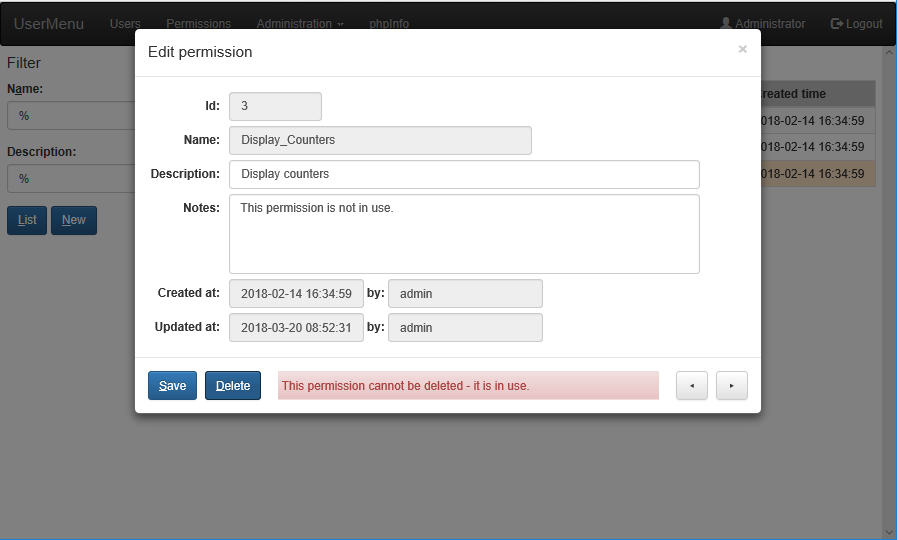 UserMenu Users Permissions Administration phpInfo Administrator Logout
Edit permission ×
Filter
Name:
%
Description:
%
List New
Id: 3
Name: Display_Counters
Description: Display counters
Notes: This permission is not in use.
Created at: 2018-02-14 16:34:59 by: admin
Updated at: 2018-03-20 08:52:31 by: admin
Save Delete This permission cannot be deleted - it is in use.
reated time
018-02-14 16:34:59
018-02-14 16:34:59
018-02-14 16:34:59